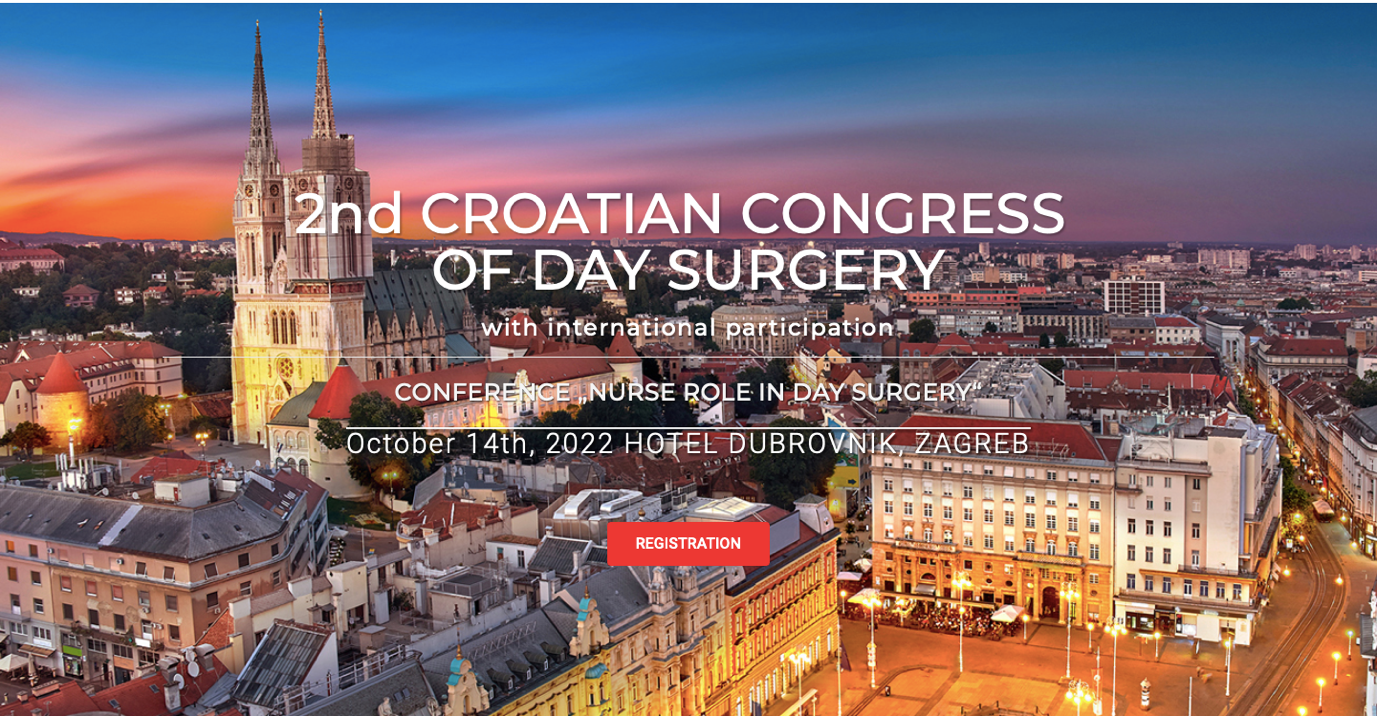 2nd CROATIAN CONGRESS
OF DAY SURGERY
with international participation
CONFERENCE „NURSE ROLE IN DAY SURGERY“
October 14th, 2022 HOTEL DUBROVNIK, ZAGREB
REGISTRATION